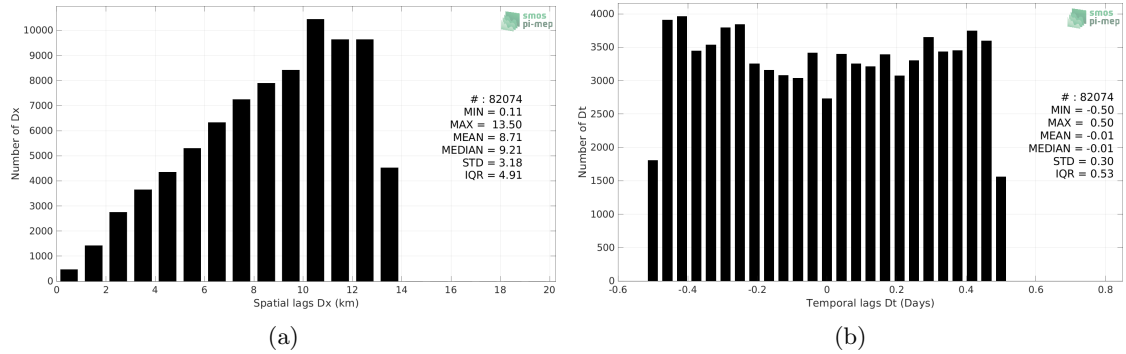 10000
9000
8000
7000
6000
5000
4000
3000
2000
1000
0
Number of Dx
smos
pi-mep
# : 82074
MIN = 0.11
MAX = 13.50
MEAN = 8.71
MEDIAN = 9.21
STD = 3.18
IQR = 4.91
0 2 4 6 8 10 12 14 16 18 20
Spatial lags Dx (km)
(a)
4000
3500
3000
2500
2000
1500
1000
500
0
Number of Dt
smos
pi-mep
# : 82074
MIN = -0.50
MAX = 0.50
MEAN = -0.01
MEDIAN = -0.01
STD = 0.30
IQR = 0.53
-0.6 -0.4 -0.2 0 0.2 0.4 0.6 0.8
Temporal lags Dt (Days)
(b)